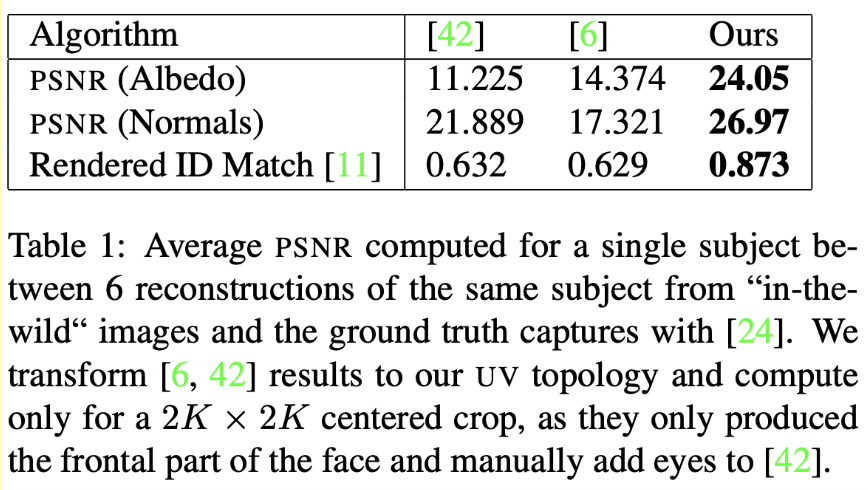 Algorithm [42] [6] Ours
PSNR (Albedo) 11.225 14.374 24.05
PSNR (Normals) 21.889 17.321 26.97
Rendered ID Match [11] 0.632 0.629 0.873
Table 1: Average PSNR computed for a single subject be-
tween 6 reconstructions of the same subject from “in-the-
wild“ images and the ground truth captures with [24]. We
transform [6, 42] results to our UV topology and compute
only for a 2K × 2K centered crop, as they only produced
the frontal part of the face and manually add eyes to [42].